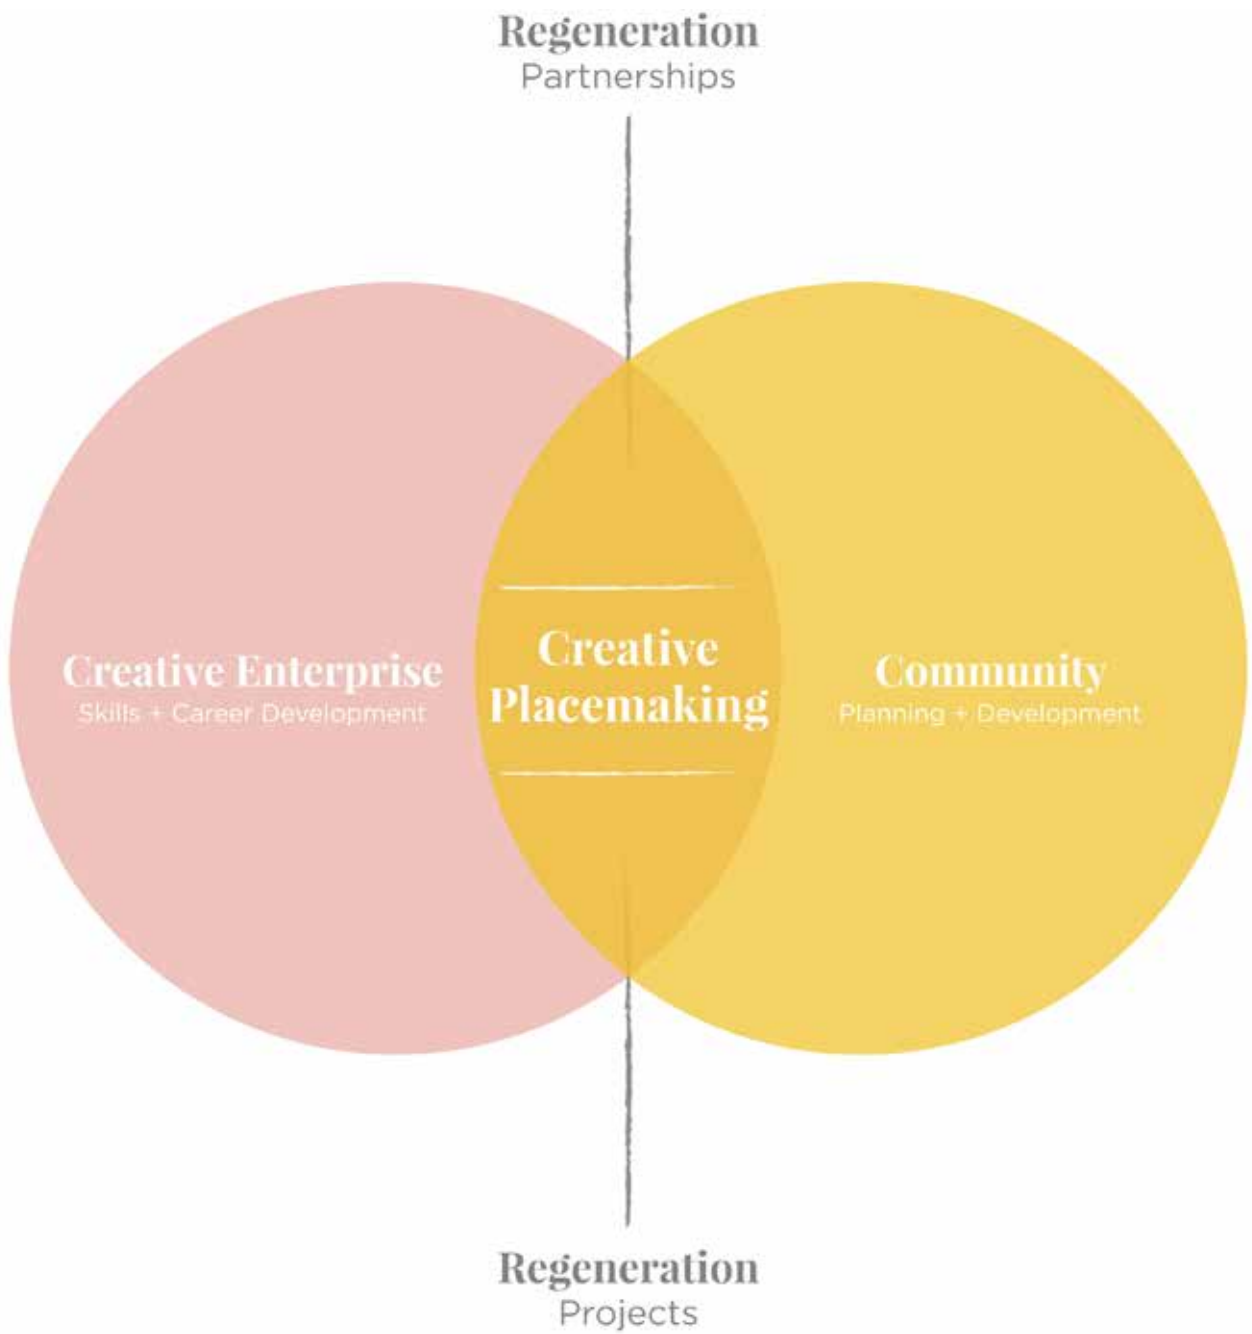 Regeneration
Partnerships
Creative Enterprise
Skills + Career Development
Creative
Placemaking
Community
Planning + Development
Regeneration
Projects